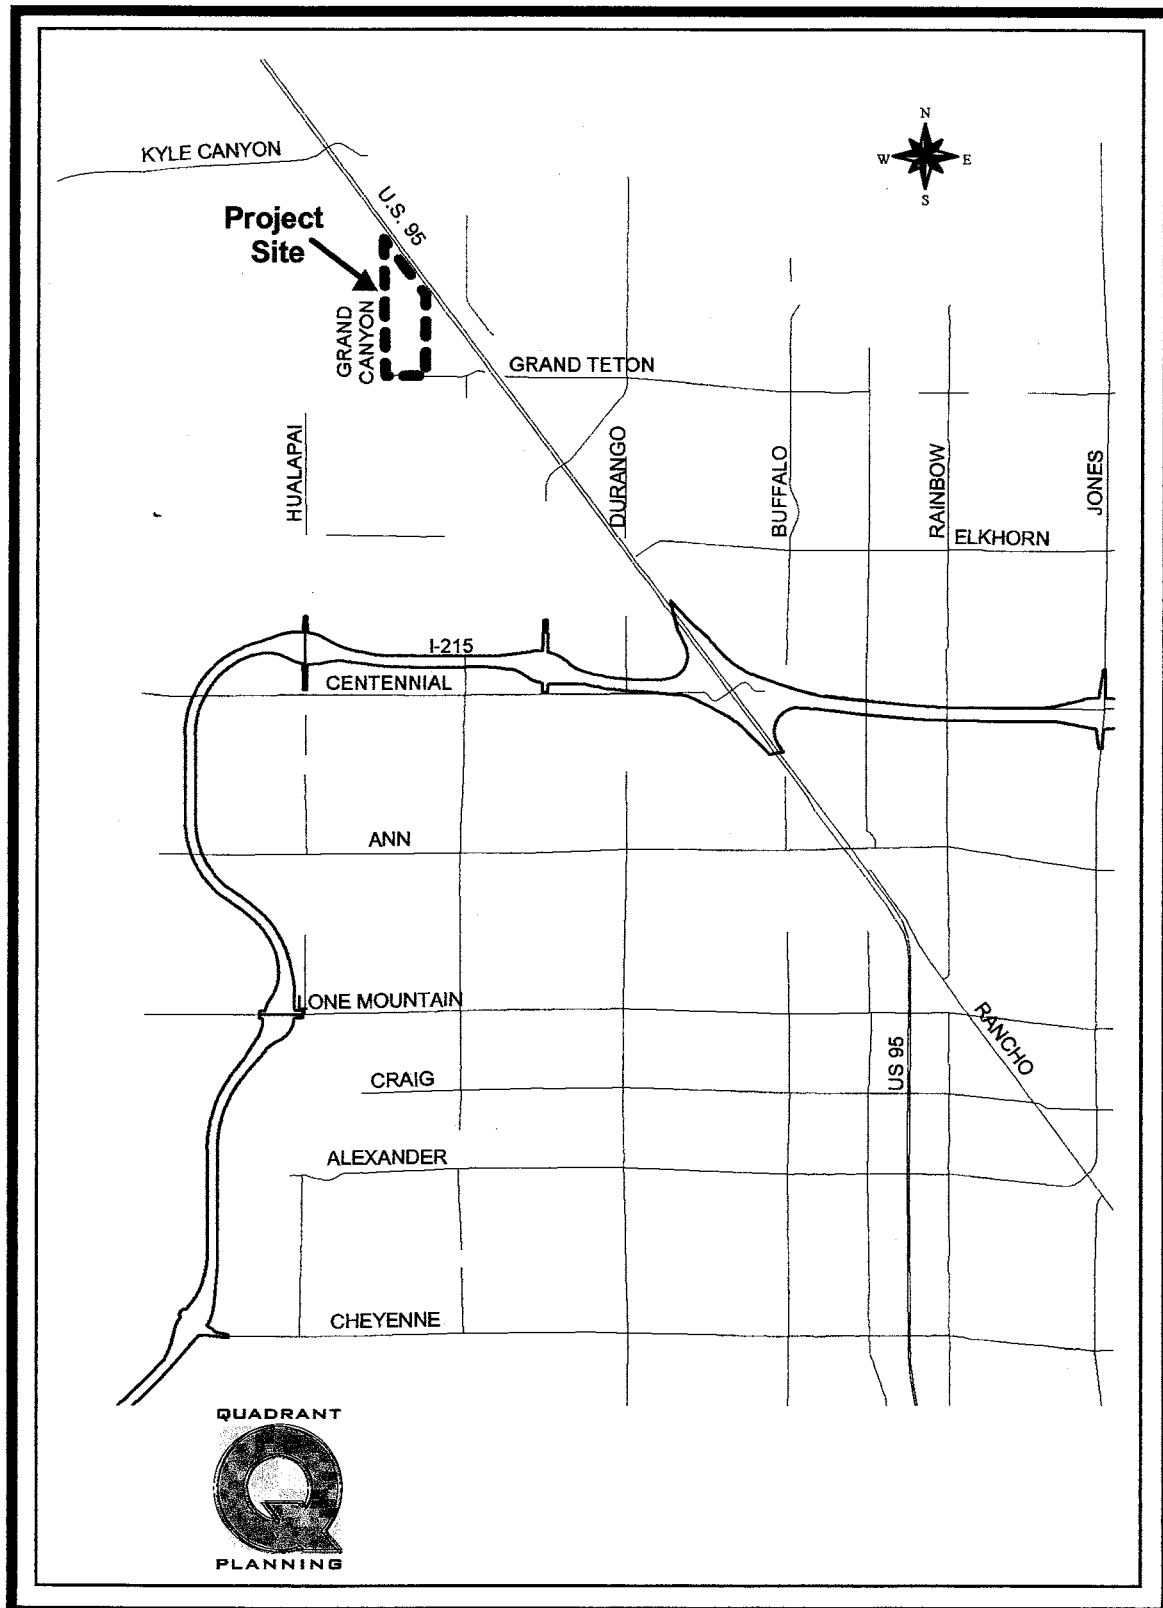 N
KYLE CANYON
W
E
S
U.S. 95
Project
Site
GRAND
CANYON
GRAND TETON
HUALAPAI
DURANGO
BUFFALO
RAINBOW
JONES
ELKHORN
I-215
CENTENNIAL
ANN
LONE MOUNTAIN
RANCHO
US 95
CRAIG
ALEXANDER
CHEYENNE
QUADRANT
Q
PLANNING